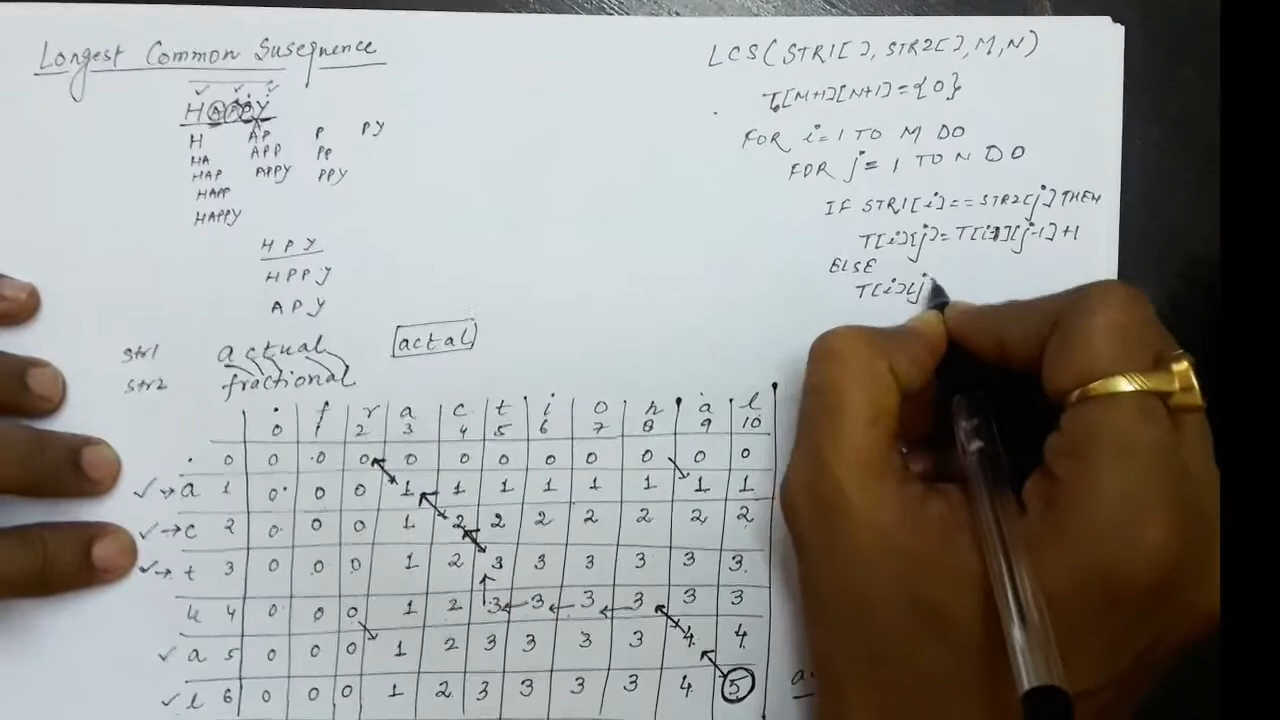 Longest Common Susequence
HAPPY
H AP P PY
HA APP PP
HAP APPY PPY
HAPP
HAPPY
HPY
HPPY
APY
str1 actual actal
str2 fractional
LCS(STR1[], STR2[], M, N)
T[M+1][N+1]={0}
FOR i=1 TO M DO
FOR j=1 TO N DO
IF STR1[i]==STR2[j] THEN
T[i][j]=T[i-1][j-1]+1
ELSE
T[i][j
. f r a c t i o n a l
0 1 2 3 4 5 6 7 8 9 10
. 0 0 0 0 0 0 0 0 0 0 0 0
a 1 0 0 0 1 1 1 1 1 1 1 1
c 2 0 0 0 1 2 2 2 2 2 2 2
t 3 0 0 0 1 2 3 3 3 3 3 3
u 4 0 0 0 1 2 3 3 3 3 3 3
a 5 0 0 0 1 2 3 3 3 3 4 4
l 6 0 0 0 1 2 3 3 3 3 4 5